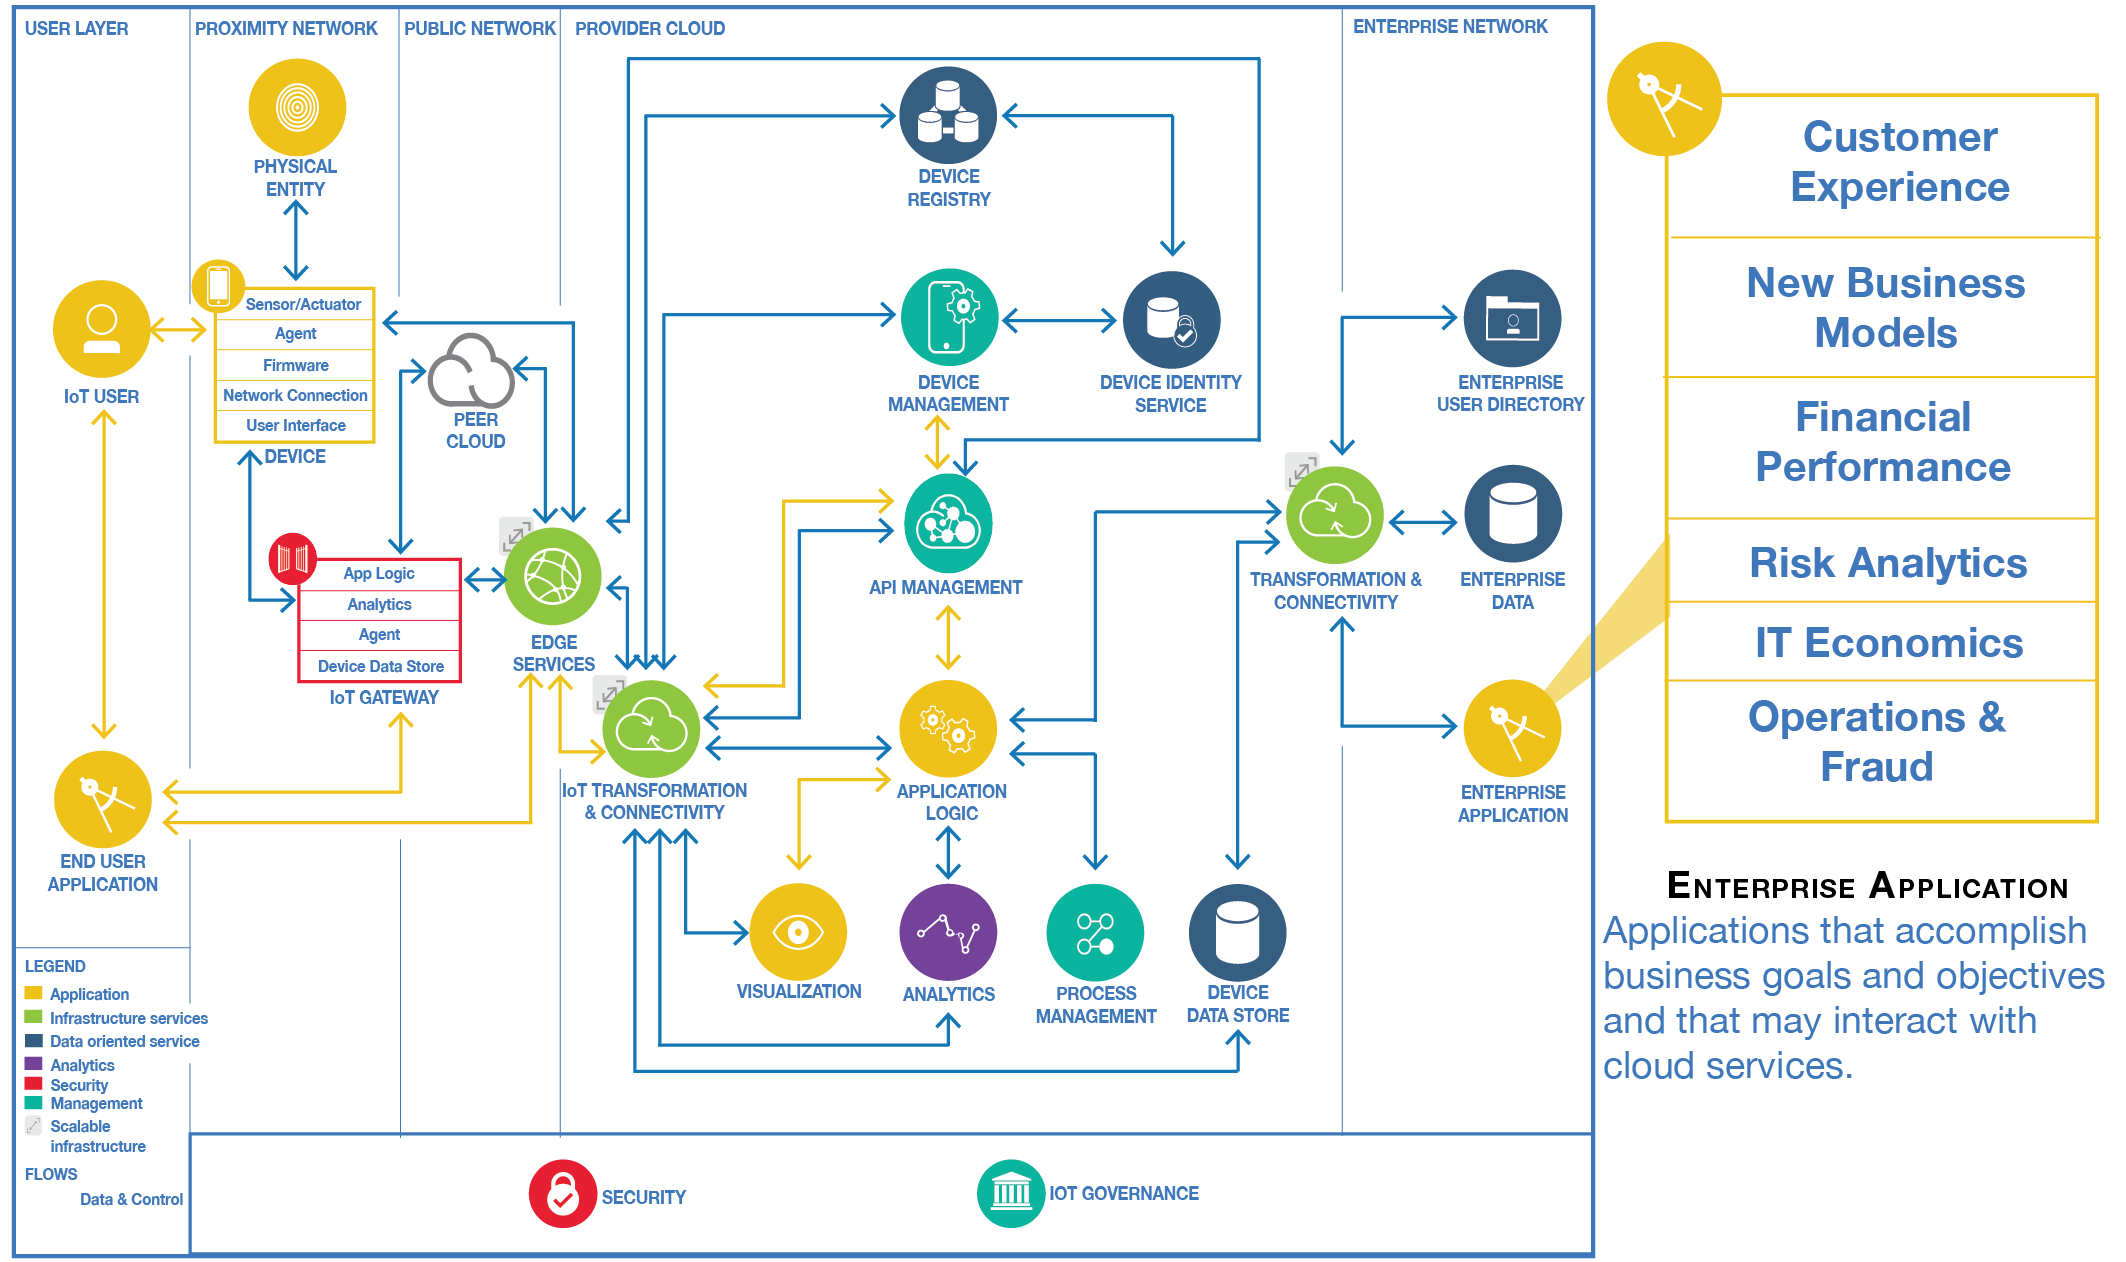 USER LAYER
PROXIMITY NETWORK
PUBLIC NETWORK
PROVIDER CLOUD
ENTERPRISE NETWORK
PHYSICAL
ENTITY
DEVICE
REGISTRY
Sensor/Actuator
Agent
Firmware
Network Connection
User Interface
DEVICE
IoT USER
PEER
CLOUD
DEVICE
MANAGEMENT
DEVICE IDENTITY
SERVICE
ENTERPRISE
USER DIRECTORY
App Logic
Analytics
Agent
Device Data Store
IoT GATEWAY
EDGE
SERVICES
API MANAGEMENT
TRANSFORMATION &
CONNECTIVITY
ENTERPRISE
DATA
END USER
APPLICATION
IoT TRANSFORMATION
& CONNECTIVITY
APPLICATION
LOGIC
ENTERPRISE
APPLICATION
VISUALIZATION
ANALYTICS
PROCESS
MANAGEMENT
DEVICE
DATA STORE
LEGEND
Application
Infrastructure services
Data oriented service
Analytics
Security
Management
Scalable
infrastructure
FLOWS
Data & Control
SECURITY
IOT GOVERNANCE
Customer
Experience
New Business
Models
Financial
Performance
Risk Analytics
IT Economics
Operations &
Fraud
ENTERPRISE APPLICATION
Applications that accomplish
business goals and objectives
and that may interact with
cloud services.